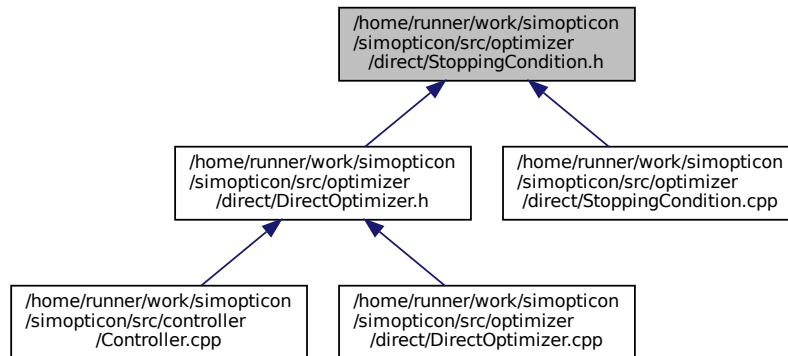 /home/runner/work/simopticon
/simopticon/src/optimizer
/direct/StoppingCondition.h
/home/runner/work/simopticon
/simopticon/src/optimizer
/direct/DirectOptimizer.h
/home/runner/work/simopticon
/simopticon/src/optimizer
/direct/StoppingCondition.cpp
/home/runner/work/simopticon
/simopticon/src/controller
/Controller.cpp
/home/runner/work/simopticon
/simopticon/src/optimizer
/direct/DirectOptimizer.cpp